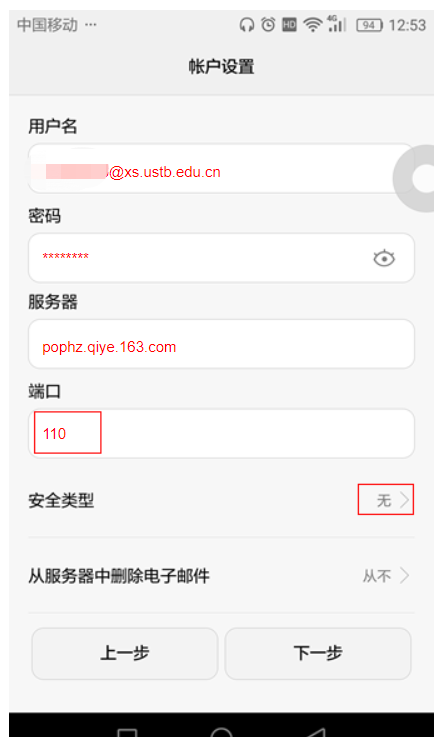 中国移动 ··· HD 4G 94 12:53
帐户设置
用户名
@xs.ustb.edu.cn
密码
********
服务器
pophz.qiye.163.com
端口
110
安全类型 无
从服务器中删除电子邮件 从不
上一步 下一步